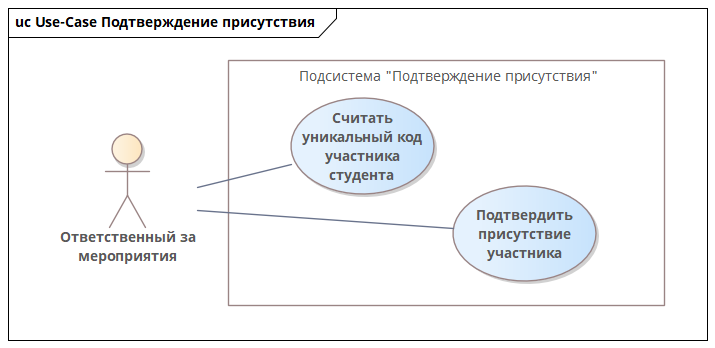 uc Use-Case Подтверждение присутствия
Подсистема "Подтверждение присутствия"
Считать
уникальный код
участника
студента
Подтвердить
присутствие
участника
Ответственный за
мероприятия